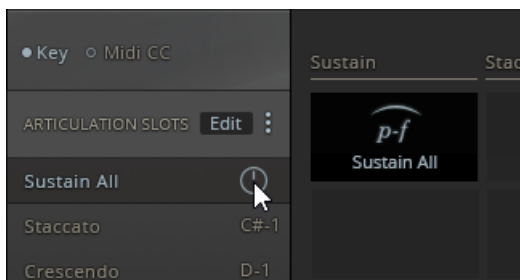 Key Midi CC
ARTICULATION SLOTS Edit
Sustain All
Staccato C#-1
Crescendo D-1
Sustain Stac
p-f
Sustain All